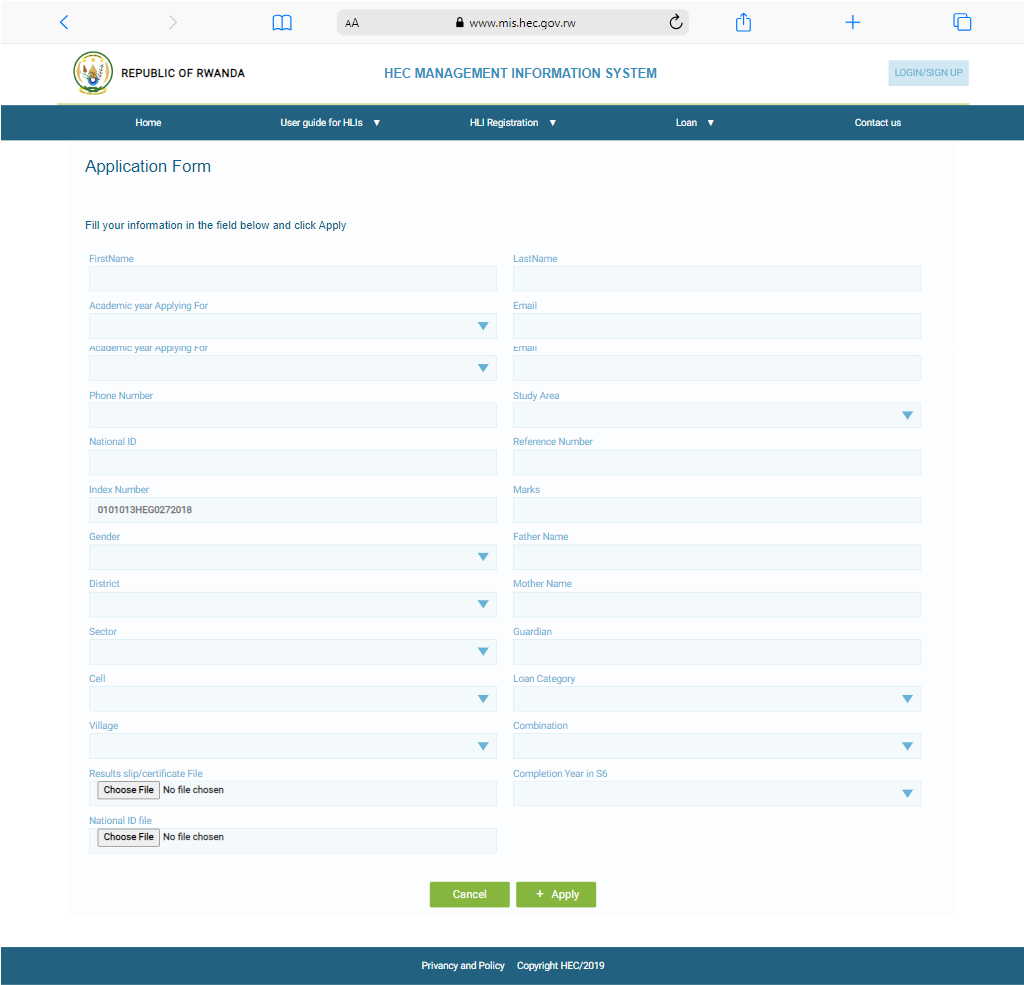 AA www.mis.hec.gov.rw
REPUBLIC OF RWANDA HEC MANAGEMENT INFORMATION SYSTEM LOGIN/SIGN UP
Home User guide for HLIs ▼ HLI Registration ▼ Loan ▼ Contact us
Application Form
Fill your information in the field below and click Apply
FirstName LastName
Academic year Applying For Email
Academic year Applying For Email
Phone Number Study Area
National ID Reference Number
Index Number Marks
0101013HEG0272018
Gender Father Name
District Mother Name
Sector Guardian
Cell Loan Category
Village Combination
Results slip/certificate File Completion Year in S6
Choose File No file chosen
National ID file
Choose File No file chosen
Cancel + Apply
Privancy and Policy Copyright HEC/2019